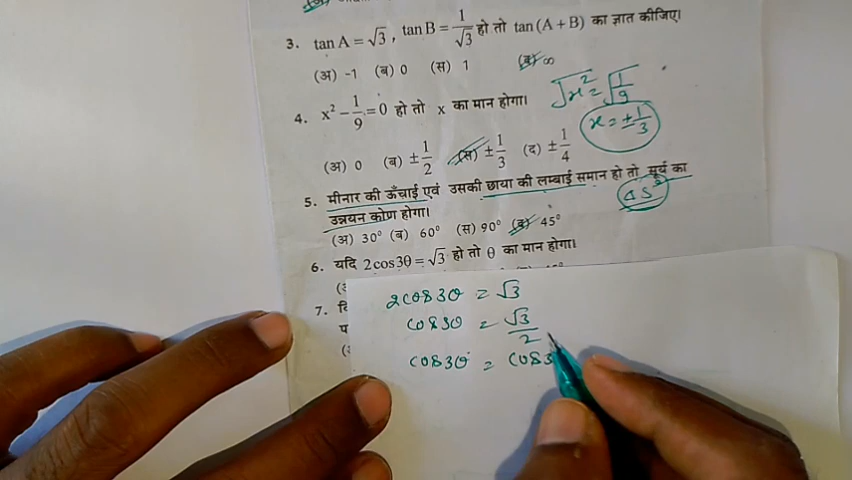 3. tan A = √3 , tan B = 1/√3 हो तो tan (A + B) का ज्ञात कीजिए।
(अ) -1 (ब) 0 (स) 1 (द) ∞
√x² = √1/9
4. x² − 1/9 = 0 हो तो x का मान होगा।
x = ± 1/3
(अ) 0 (ब) ± 1/2 (स) ± 1/3 (द) ± 1/4
5. मीनार की ऊँचाई एवं उसकी छाया की लम्बाई समान हो तो सूर्य का
45°
उन्नयन कोण होगा।
(अ) 30° (ब) 60° (स) 90° (द) 45°
6. यदि 2cos3θ = √3 हो तो θ का मान होगा।
7.
2cos3θ = √3
cos3θ = √3/2
cos3θ = cos3